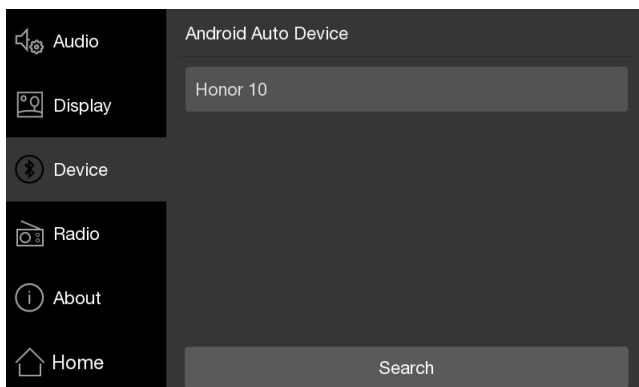 Audio
Display
Device
Radio
About
Home
Android Auto Device
Honor 10
Search